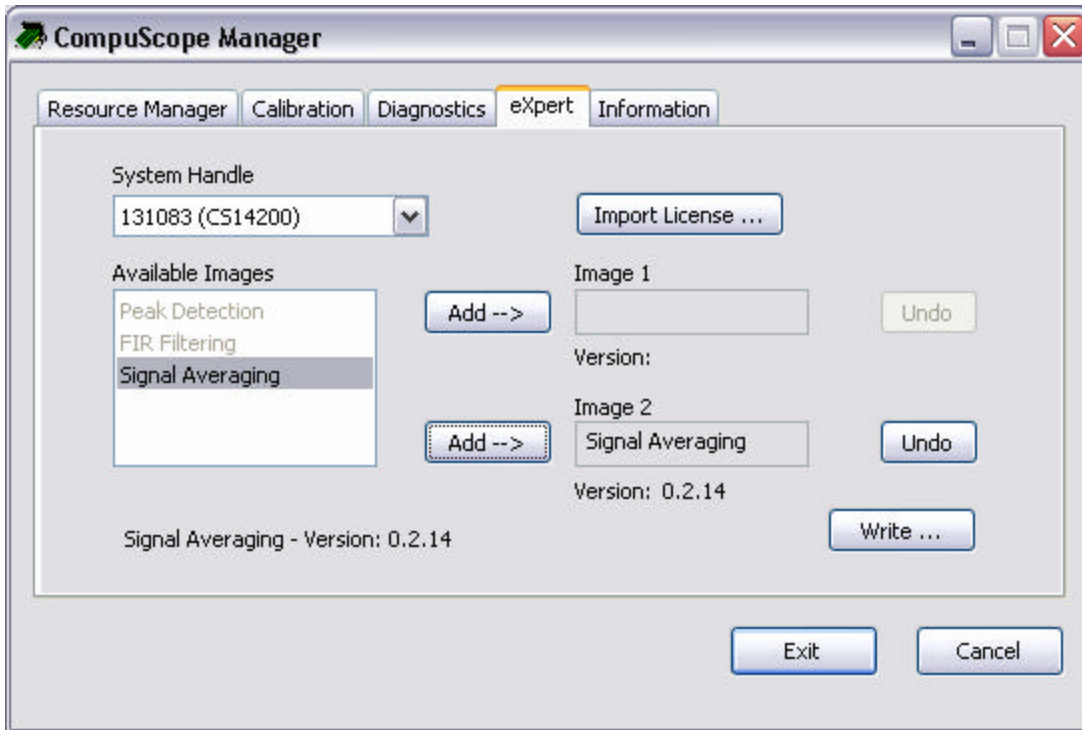 CompuScope Manager
Resource Manager Calibration Diagnostics eXpert Information
System Handle
131083 (CS14200)
Import License ...
Available Images
Image 1
Peak Detection
FIR Filtering
Signal Averaging
Add -->
Undo
Version:
Image 2
Add -->
Signal Averaging
Undo
Version: 0.2.14
Signal Averaging - Version: 0.2.14
Write ...
Exit
Cancel